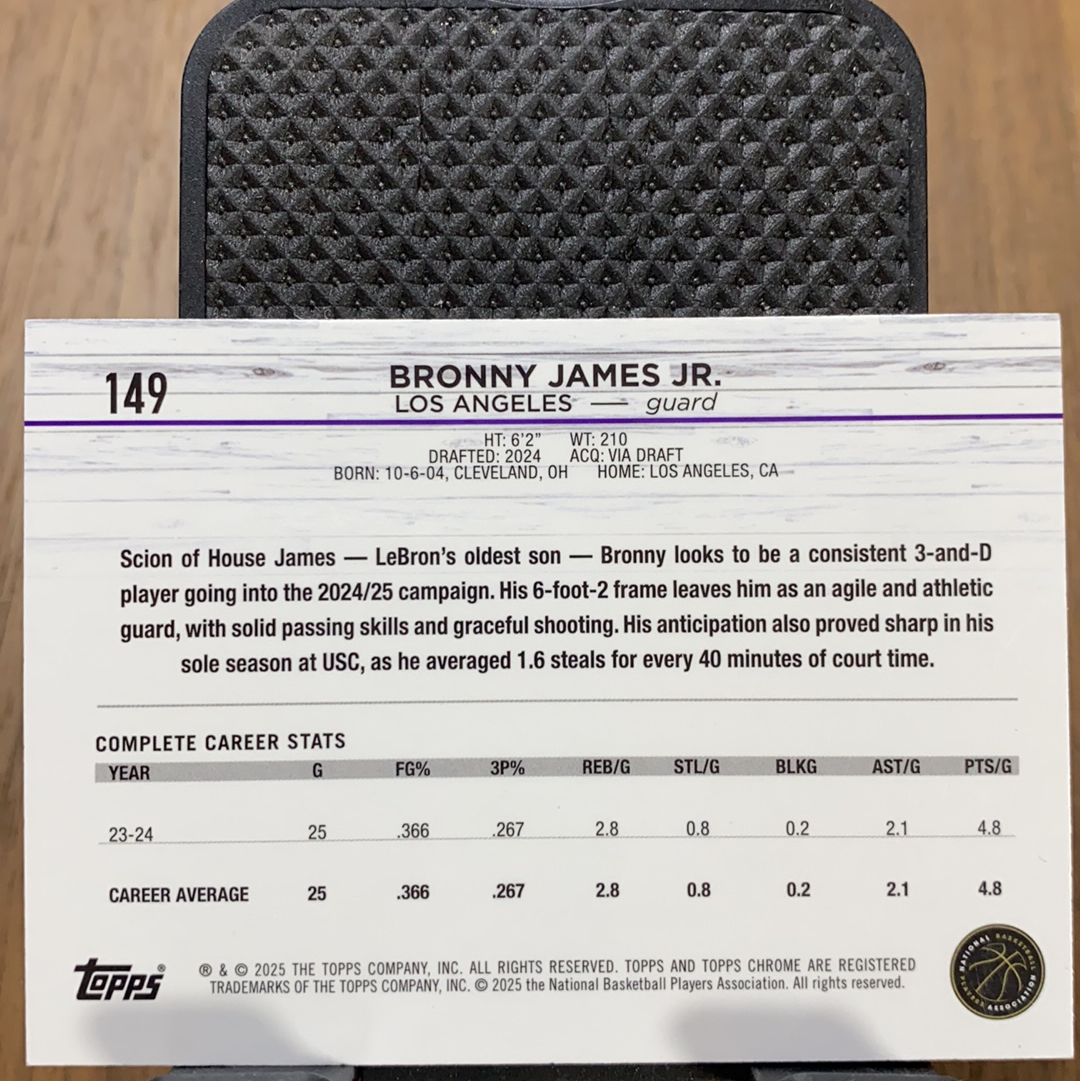 149
BRONNY JAMES JR.
LOS ANGELES — guard
HT: 6'2" WT: 210
DRAFTED: 2024 ACQ: VIA DRAFT
BORN: 10-6-04, CLEVELAND, OH HOME: LOS ANGELES, CA
Scion of House James — LeBron's oldest son — Bronny looks to be a consistent 3-and-D
player going into the 2024/25 campaign. His 6-foot-2 frame leaves him as an agile and athletic
guard, with solid passing skills and graceful shooting. His anticipation also proved sharp in his
sole season at USC, as he averaged 1.6 steals for every 40 minutes of court time.
COMPLETE CAREER STATS
YEAR G FG% 3P% REB/G STL/G BLKG AST/G PTS/G
23-24 25 .366 .267 2.8 0.8 0.2 2.1 4.8
CAREER AVERAGE 25 .366 .267 2.8 0.8 0.2 2.1 4.8
topps®
® & © 2025 THE TOPPS COMPANY, INC. ALL RIGHTS RESERVED. TOPPS AND TOPPS CHROME ARE REGISTERED
TRADEMARKS OF THE TOPPS COMPANY, INC. © 2025 the National Basketball Players Association. All rights reserved.
NATIONAL BASKETBALL PLAYERS ASSOCIATION